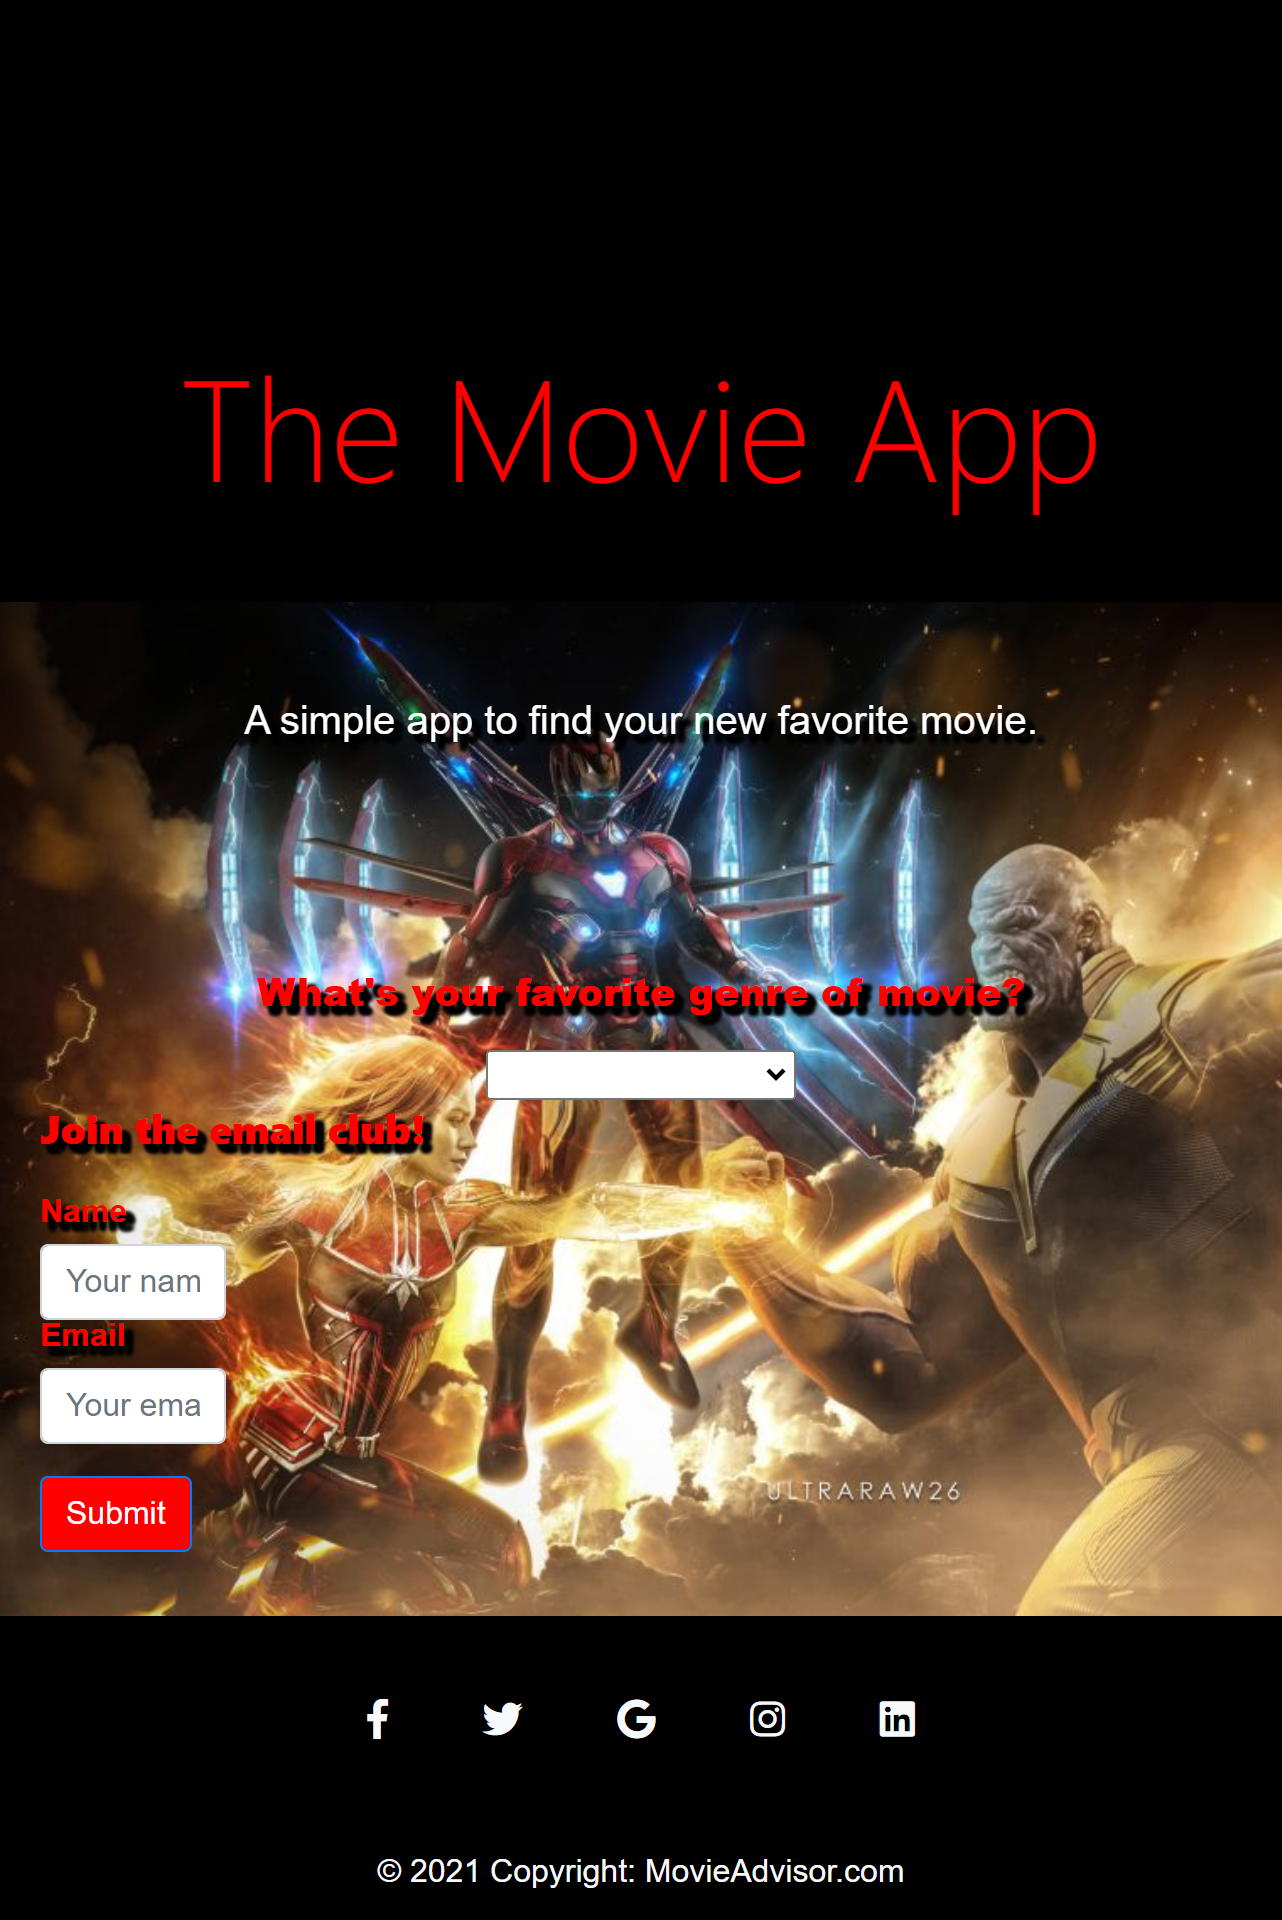 The Movie App
A simple app to find your new favorite movie.
What's your favorite genre of movie?
Join the email club!
Name
Your nam
Email
Your ema
Submit
ULTRARAW26
© 2021 Copyright: MovieAdvisor.com